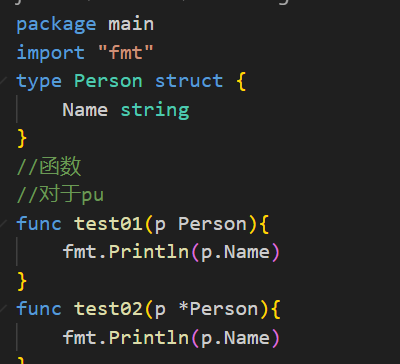 package main
import "fmt"
type Person struct {
    Name string
}
//函数
//对于pu
func test01(p Person){
    fmt.Println(p.Name)
}
func test02(p *Person){
    fmt.Println(p.Name)
}